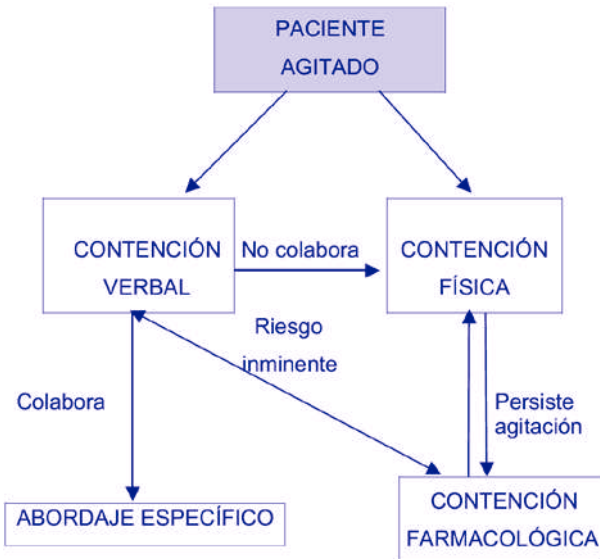 PACIENTE
AGITADO
CONTENCIÓN
VERBAL
No colabora
CONTENCIÓN
FÍSICA
Riesgo
inminente
Colabora
Persiste
agitación
ABORDAJE ESPECÍFICO
CONTENCIÓN
FARMACOLÓGICA